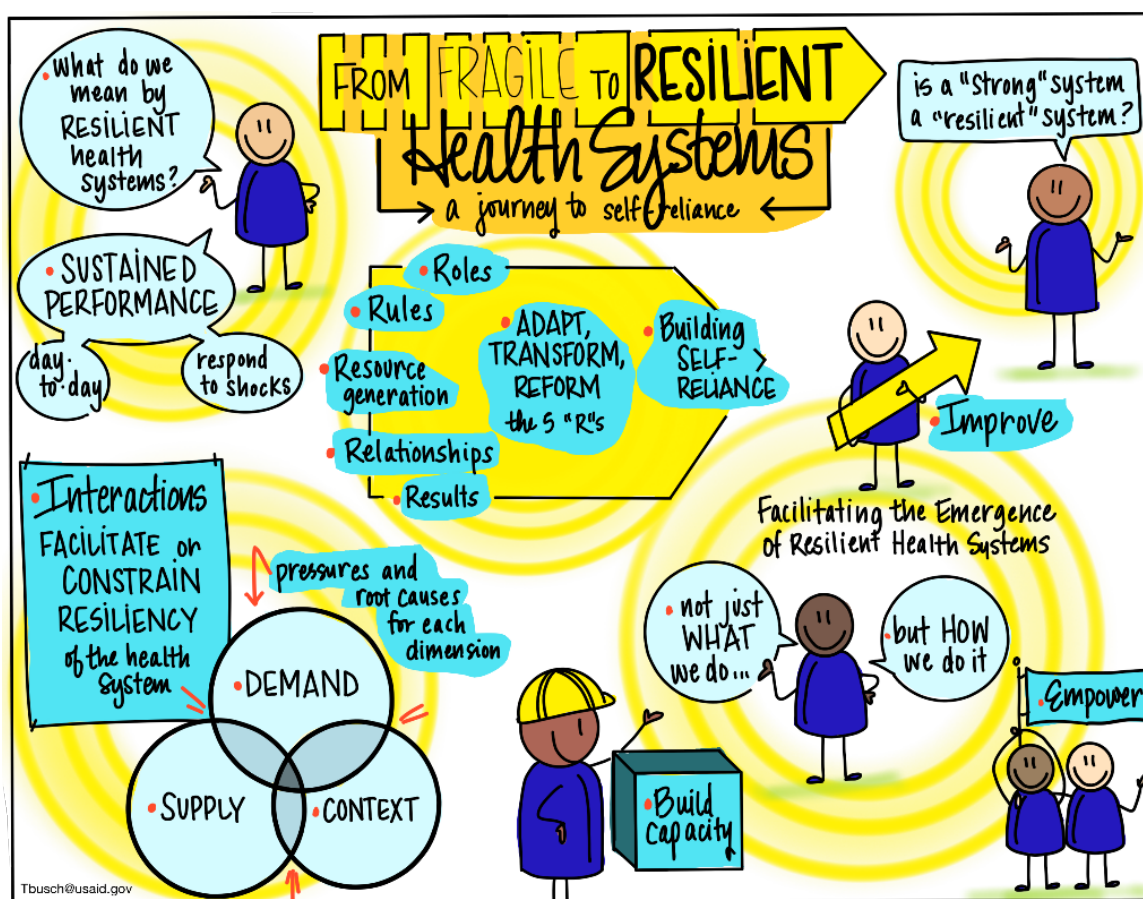 FROM FRAGILE TO RESILIENT
Health Systems
a journey to self-reliance
• What do we
mean by
RESILIENT
health
systems?
• SUSTAINED
PERFORMANCE
day-
to-day
respond
to shocks
is a "Strong" system
a "resilient" system?
• Roles
• Rules
• Resource
generation
• Relationships
• Results
• ADAPT,
TRANSFORM,
REFORM
the 5 "R"s
• Building
SELF-
RELIANCE
• Improve
• Interactions
FACILITATE or
CONSTRAIN
RESILIENCY
of the health
system
pressures and
root causes
for each
dimension
• DEMAND
• SUPPLY
• CONTEXT
Facilitating the Emergence
of Resilient Health Systems
• not just
WHAT
we do...
• but HOW
we do it
• Build
capacity
• Empower
Tbusch@usaid.gov